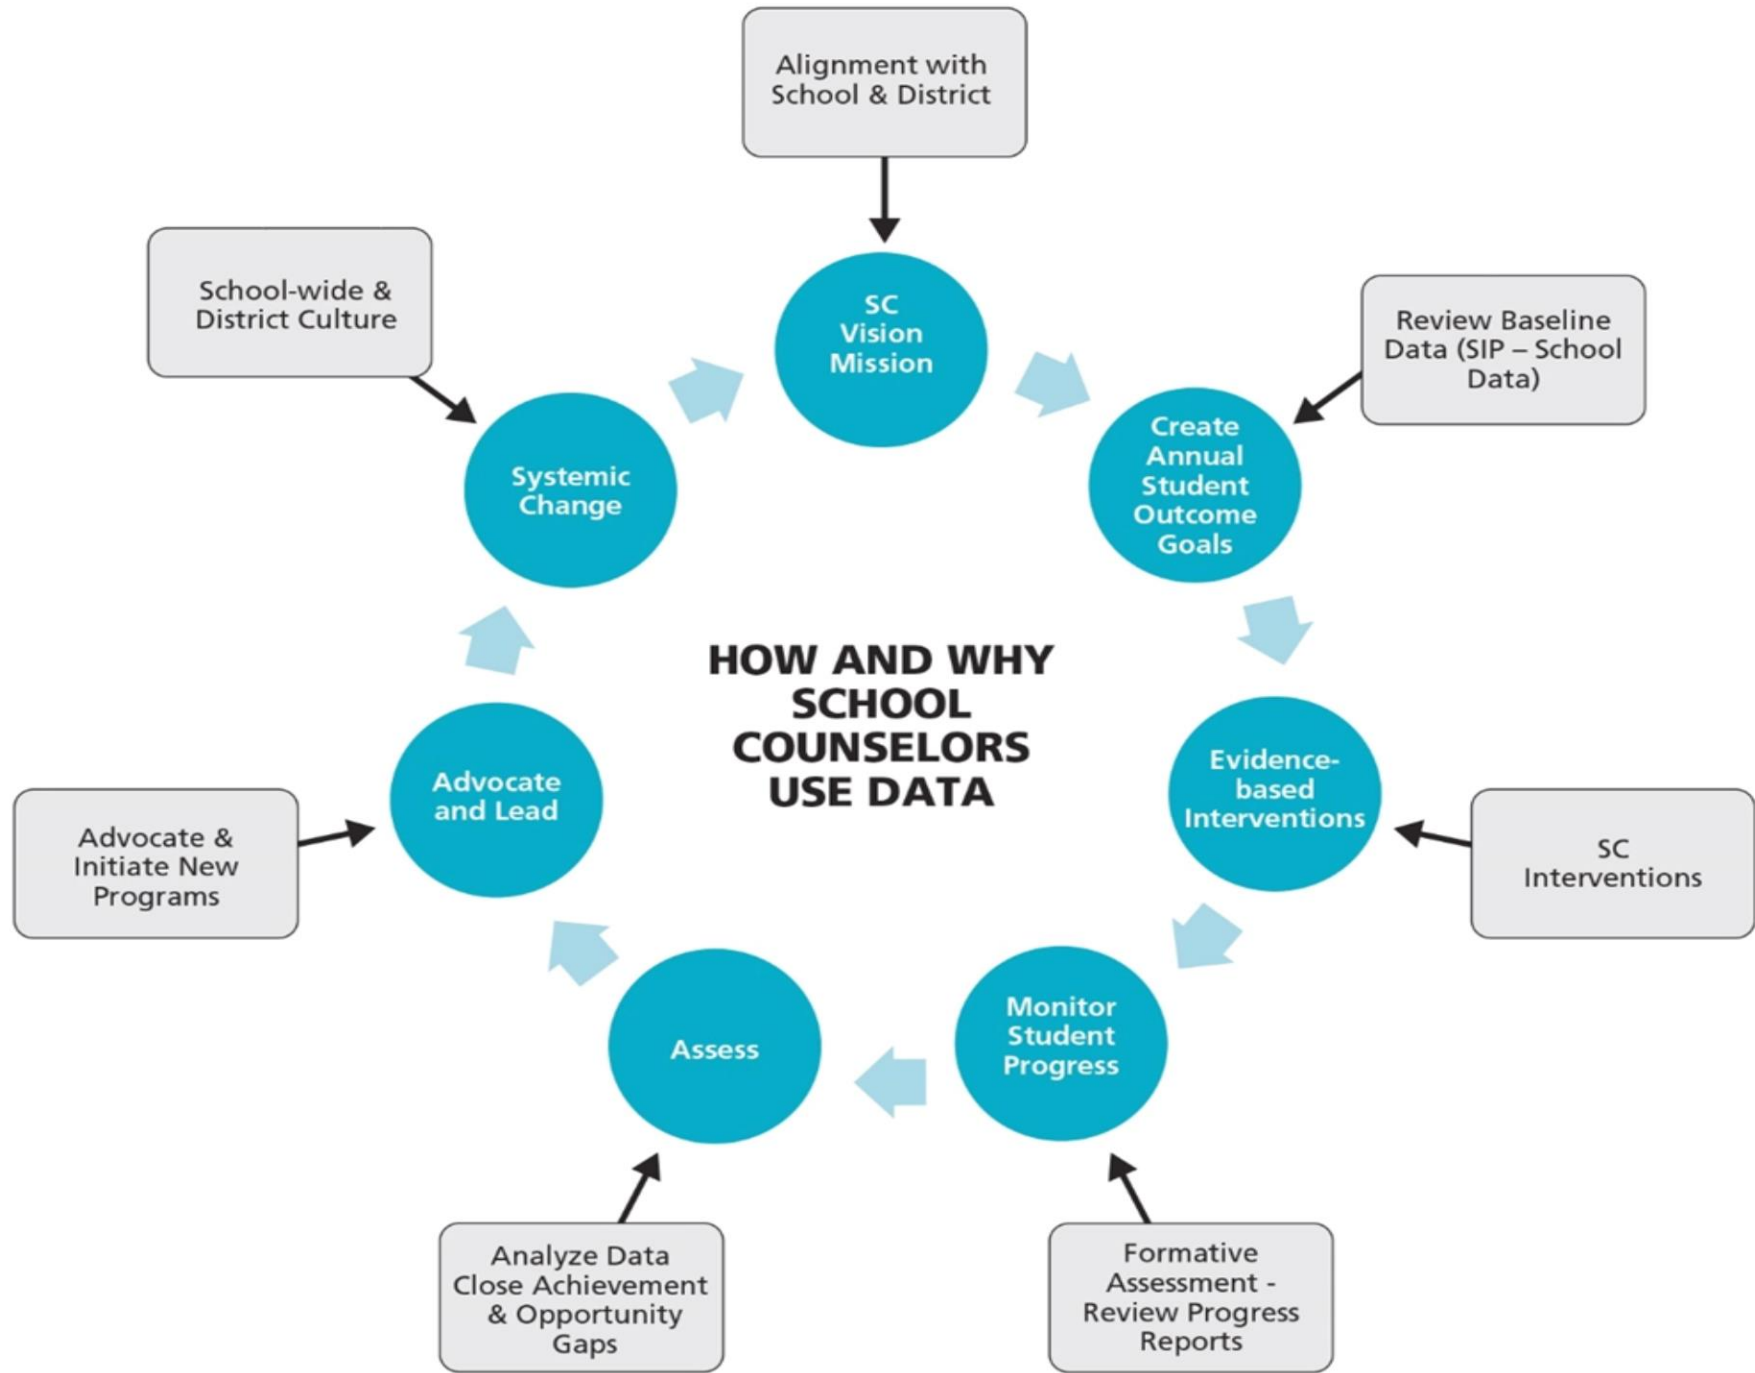 Alignment with
School & District
School-wide &
District Culture
SC
Vision
Mission
Review Baseline
Data (SIP – School
Data)
Create
Annual
Student
Outcome
Goals
Systemic
Change
HOW AND WHY
SCHOOL
COUNSELORS
USE DATA
Evidence-
based
Interventions
Advocate
and Lead
Advocate &
Initiate New
Programs
SC
Interventions
Monitor
Student
Progress
Assess
Analyze Data
Close Achievement
& Opportunity
Gaps
Formative
Assessment -
Review Progress
Reports